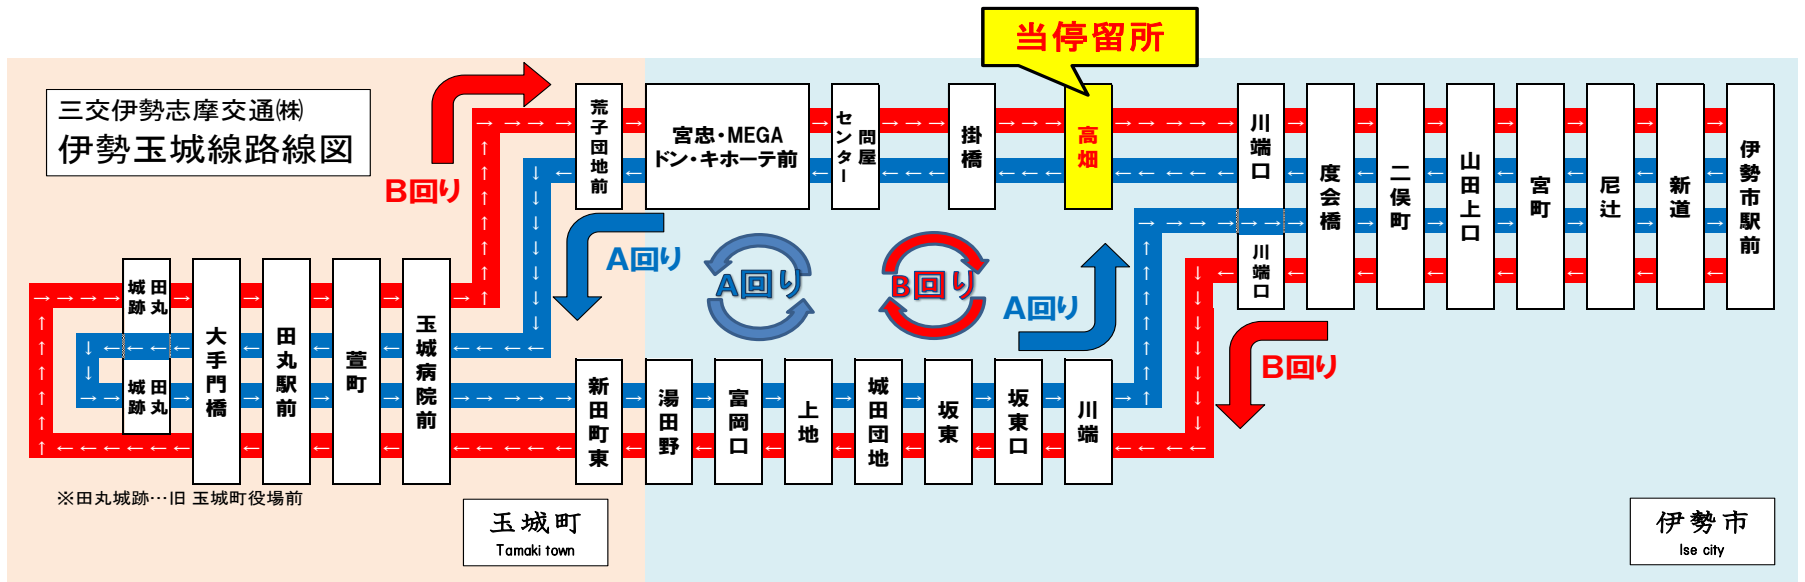 当停留所
三交伊勢志摩交通㈱
伊勢玉城線路線図
B回り
荒子団地前
宮忠・MEGA
ドン・キホーテ前
問屋
センター
掛橋
高畑
川端口
度会橋
二俣町
山田上口
宮町
尼辻
新道
伊勢市駅前
A回り
A回り
B回り
A回り
川端口
B回り
田丸
城跡
田丸
城跡
大手門橋
田丸駅前
萱町
玉城病院前
新田町東
湯田野
富岡口
上地
城田団地
坂東
坂東口
川端
※田丸城跡…旧 玉城町役場前
玉城町
Tamaki town
伊勢市
Ise city